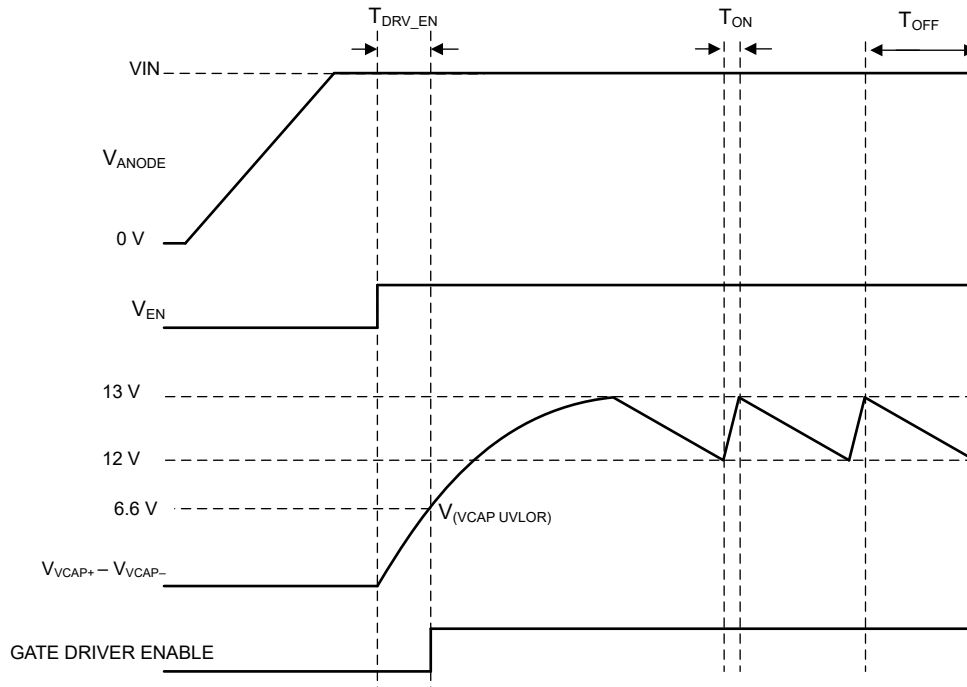 TDRV_EN
TON
TOFF
VIN
VANODE
0 V
VEN
13 V
12 V
6.6 V
V(VCAP UVLOR)
VVCAP+ – VVCAP–
GATE DRIVER ENABLE